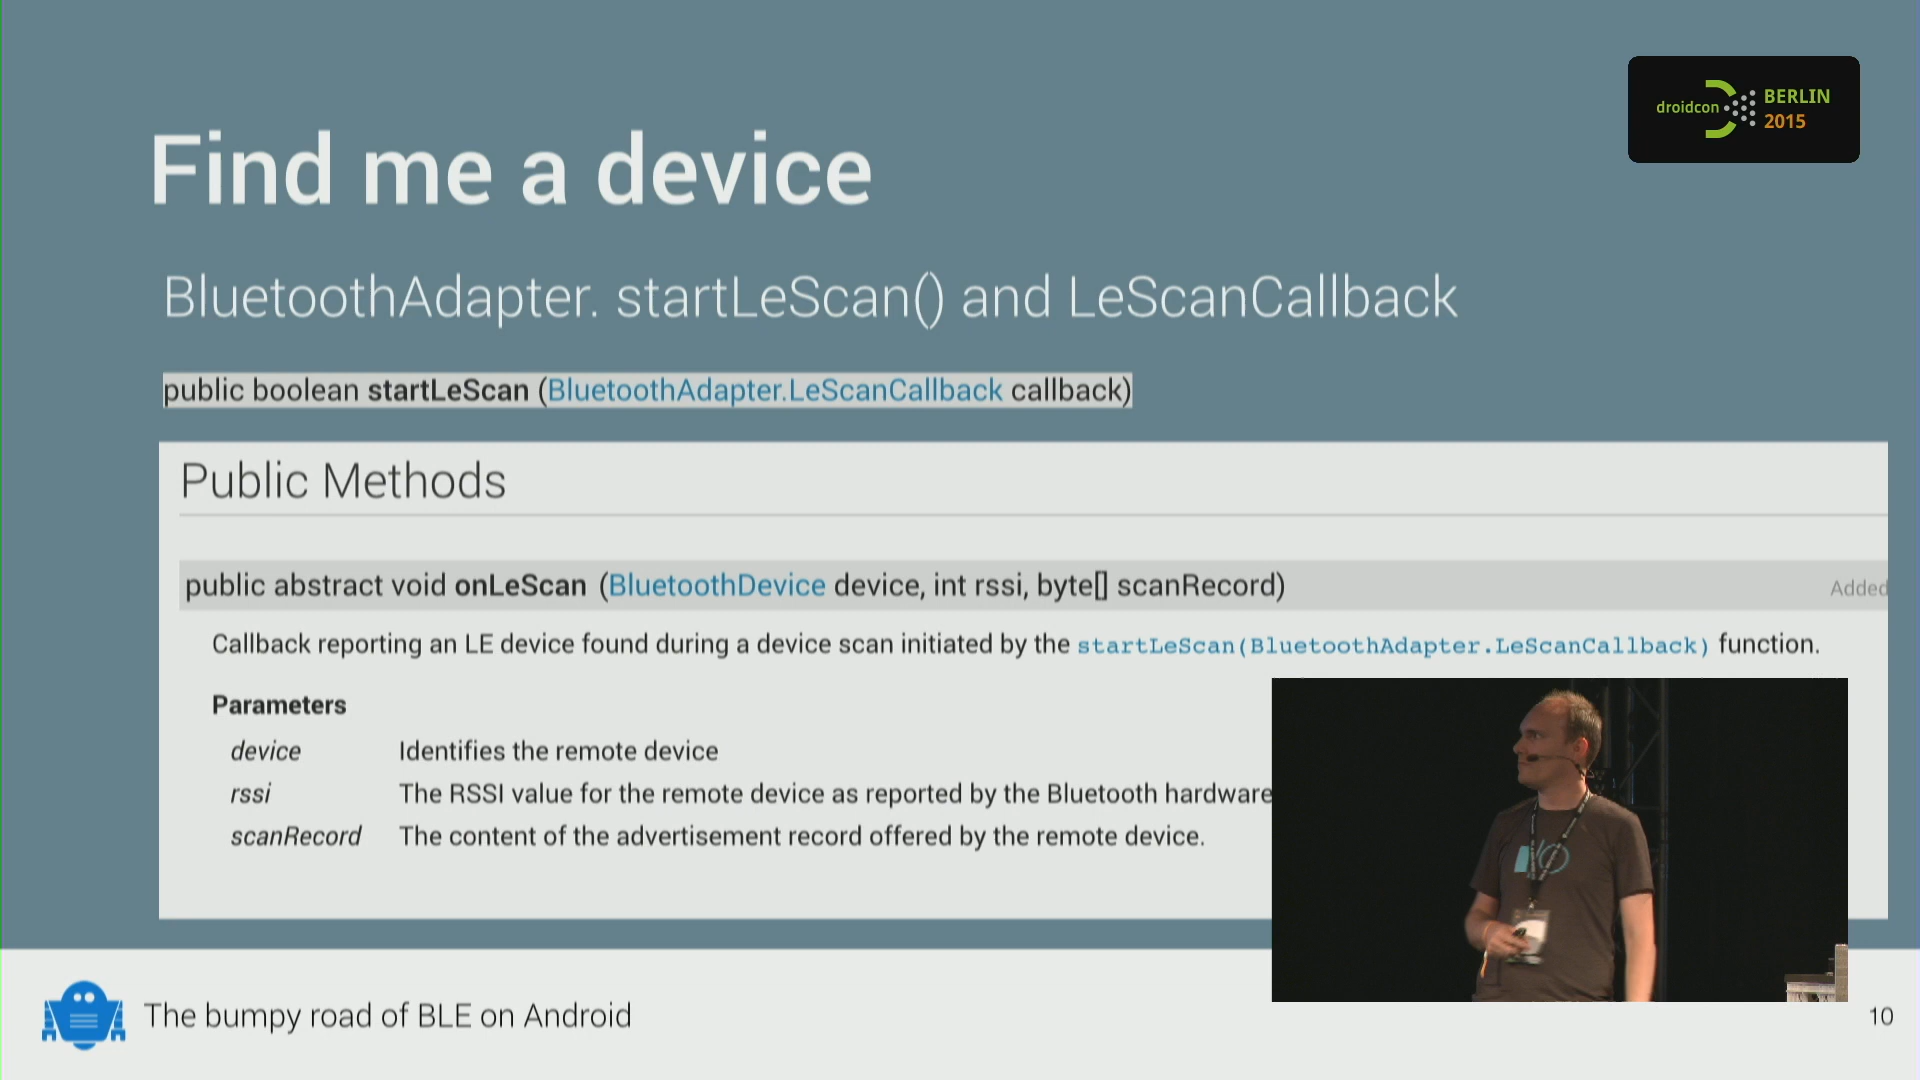 droidcon BERLIN
2015
Find me a device
BluetoothAdapter. startLeScan() and LeScanCallback
public boolean startLeScan (BluetoothAdapter.LeScanCallback callback)
Public Methods
public abstract void onLeScan (BluetoothDevice device, int rssi, byte[] scanRecord)
Added
Callback reporting an LE device found during a device scan initiated by the startLeScan(BluetoothAdapter.LeScanCallback) function.
Parameters
device Identifies the remote device
rssi The RSSI value for the remote device as reported by the Bluetooth hardware
scanRecord The content of the advertisement record offered by the remote device.
The bumpy road of BLE on Android
10